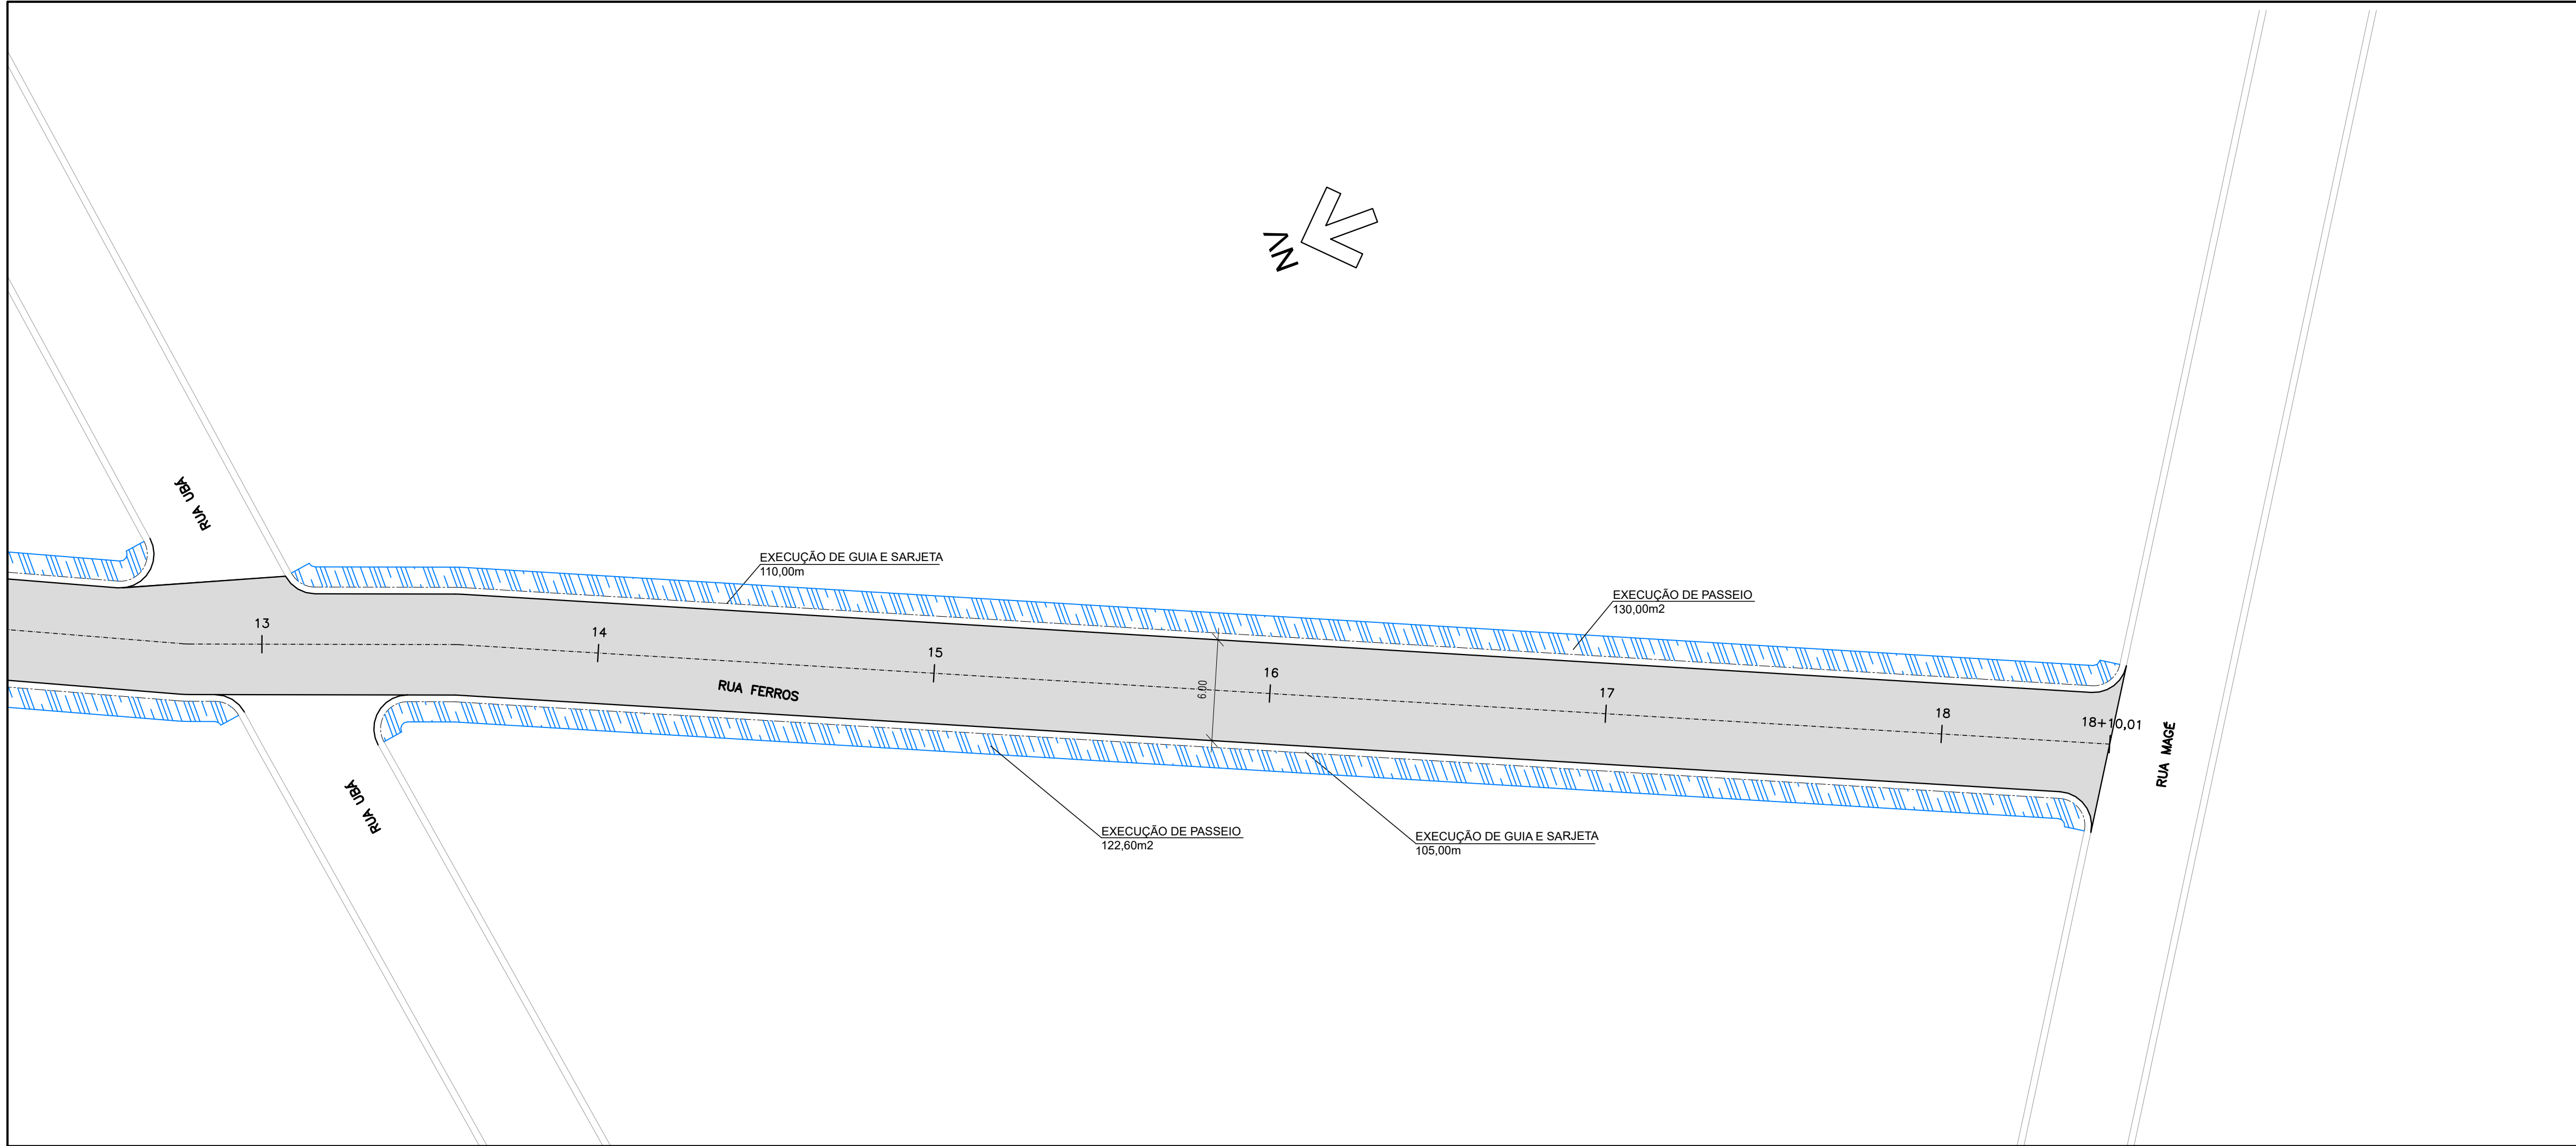 NM
RUA UBÁ
EXECUÇÃO DE GUIA E SARJETA
110,00m
EXECUÇÃO DE PASSEIO
130,00m2
13
14
15
16
17
18
18+10,01
6.00
RUA FERROS
RUA MAGÉ
RUA UBÁ
EXECUÇÃO DE PASSEIO
122,60m2
EXECUÇÃO DE GUIA E SARJETA
105,00m